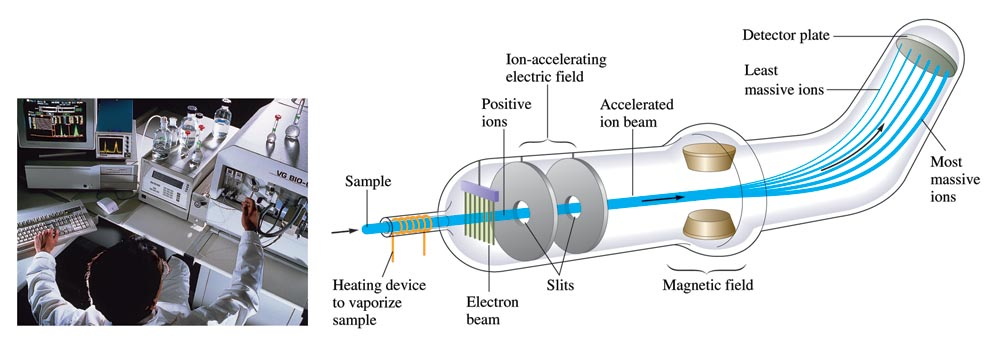 VG BIO-
Detector plate
Least
massive ions
Ion-accelerating
electric field
Positive
ions
Accelerated
ion beam
Most
massive
ions
Sample
Heating device
to vaporize
sample
Electron
beam
Slits
Magnetic field